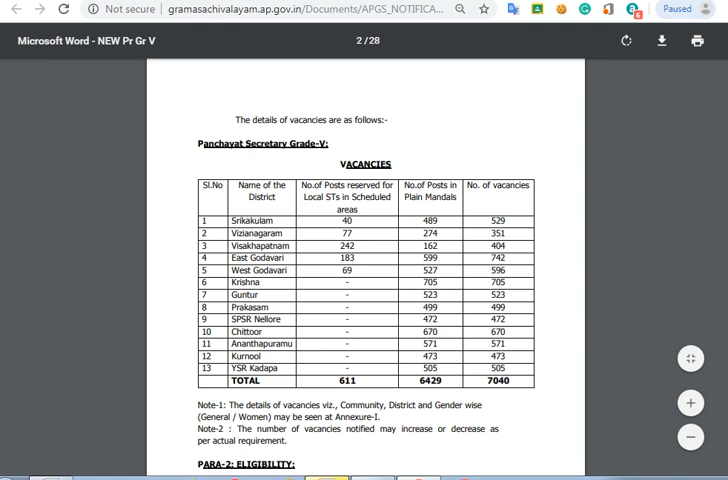 Not secure | gramasachivalayam.ap.gov.in/Documents/APGS_NOTIFICA... Paused
Microsoft Word - NEW Pr Gr V 2 / 28
The details of vacancies are as follows:-
Panchayat Secretary Grade-V:
VACANCIES
Sl.No Name of the District No.of Posts reserved for Local STs in Scheduled areas No.of Posts in Plain Mandals No. of vacancies
1 Srikakulam 40 489 529
2 Vizianagaram 77 274 351
3 Visakhapatnam 242 162 404
4 East Godavari 183 599 742
5 West Godavari 69 527 596
6 Krishna - 705 705
7 Guntur - 523 523
8 Prakasam - 499 499
9 SPSR Nellore - 472 472
10 Chittoor - 670 670
11 Ananthapuramu - 571 571
12 Kurnool - 473 473
13 YSR Kadapa - 505 505
TOTAL 611 6429 7040
Note-1: The details of vacancies viz., Community, District and Gender wise
(General / Women) may be seen at Annexure-I.
Note-2 : The number of vacancies notified may increase or decrease as
per actual requirement.
PARA-2: ELIGIBILITY: